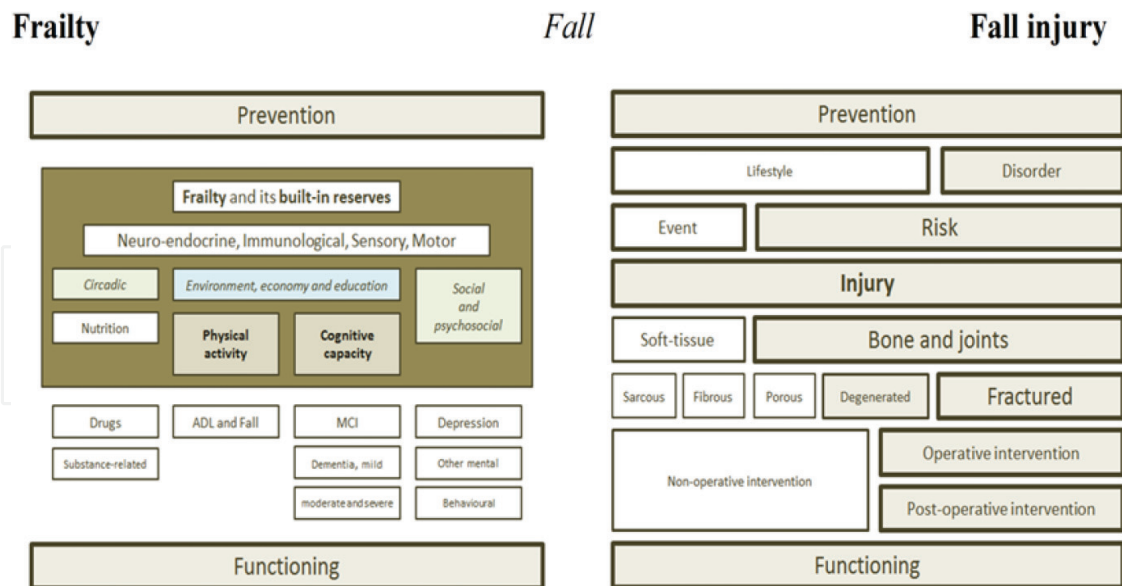 Frailty
Fall
Fall injury
Prevention
Frailty and its built-in reserves
Neuro-endocrine, Immunological, Sensory, Motor
Circadic
Environment, economy and education
Social
and
psychosocial
Nutrition
Physical
activity
Cognitive
capacity
Drugs
ADL and Fall
MCI
Depression
Substance-related
Dementia, mild
Other mental
moderate and severe
Behavioural
Functioning
Prevention
Lifestyle
Disorder
Event
Risk
Injury
Soft-tissue
Bone and joints
Sarcous
Fibrous
Porous
Degenerated
Fractured
Non-operative intervention
Operative intervention
Post-operative intervention
Functioning